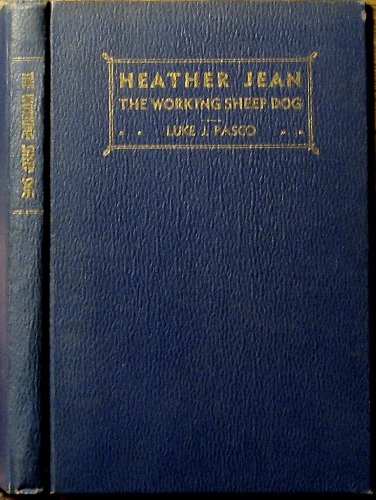 HEATHER JEAN
THE WORKING SHEEP DOG
LUKE J. PASCO
THE WORKING SHEEP DOG